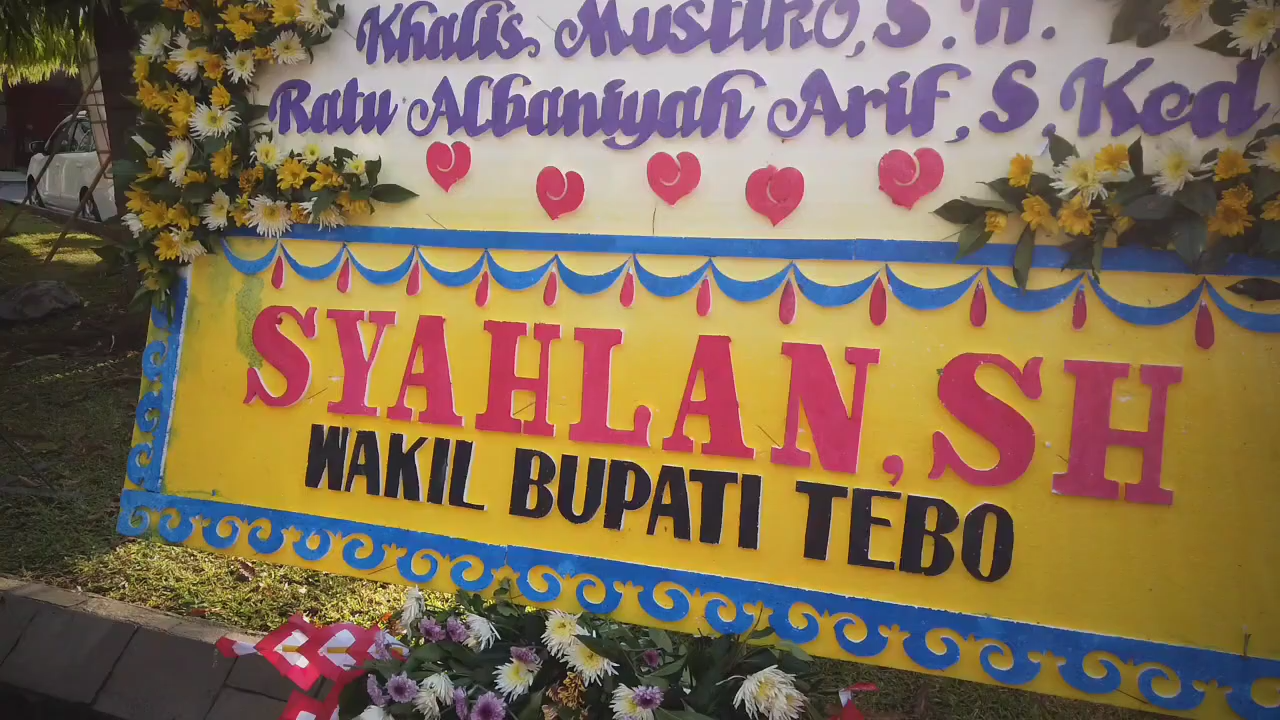 Khalis Mustiko, S.H.
Ratu Albaniyah Arif, S.Ked
SYAHLAN, SH
WAKIL BUPATI TEBO